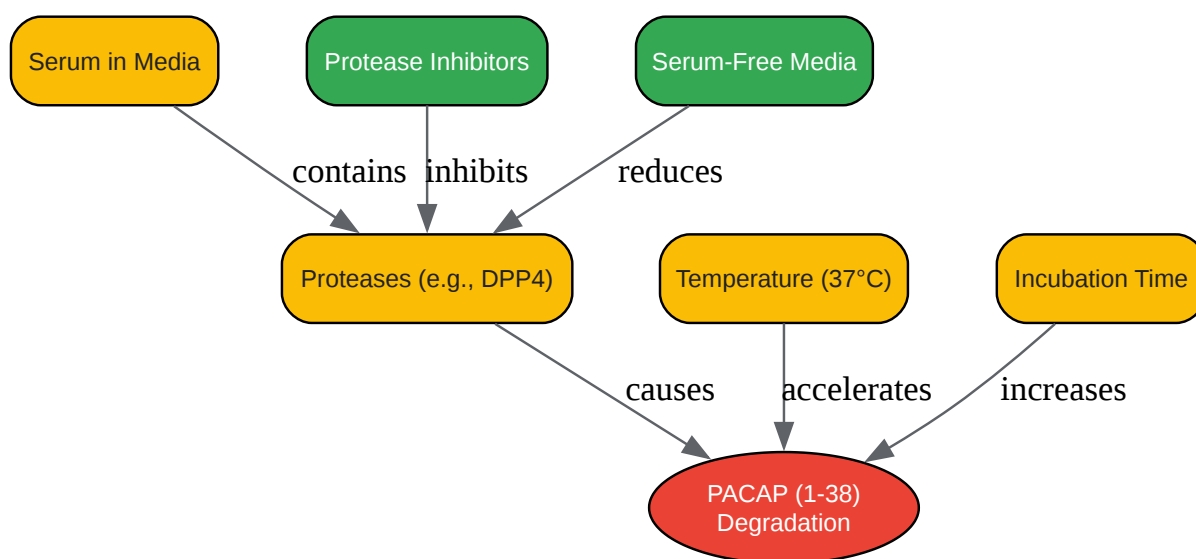 Serum in Media
Protease Inhibitors
Serum-Free Media
contains
inhibits
reduces
Proteases (e.g., DPP4)
Temperature (37°C)
Incubation Time
causes
accelerates
increases
PACAP (1-38)
Degradation